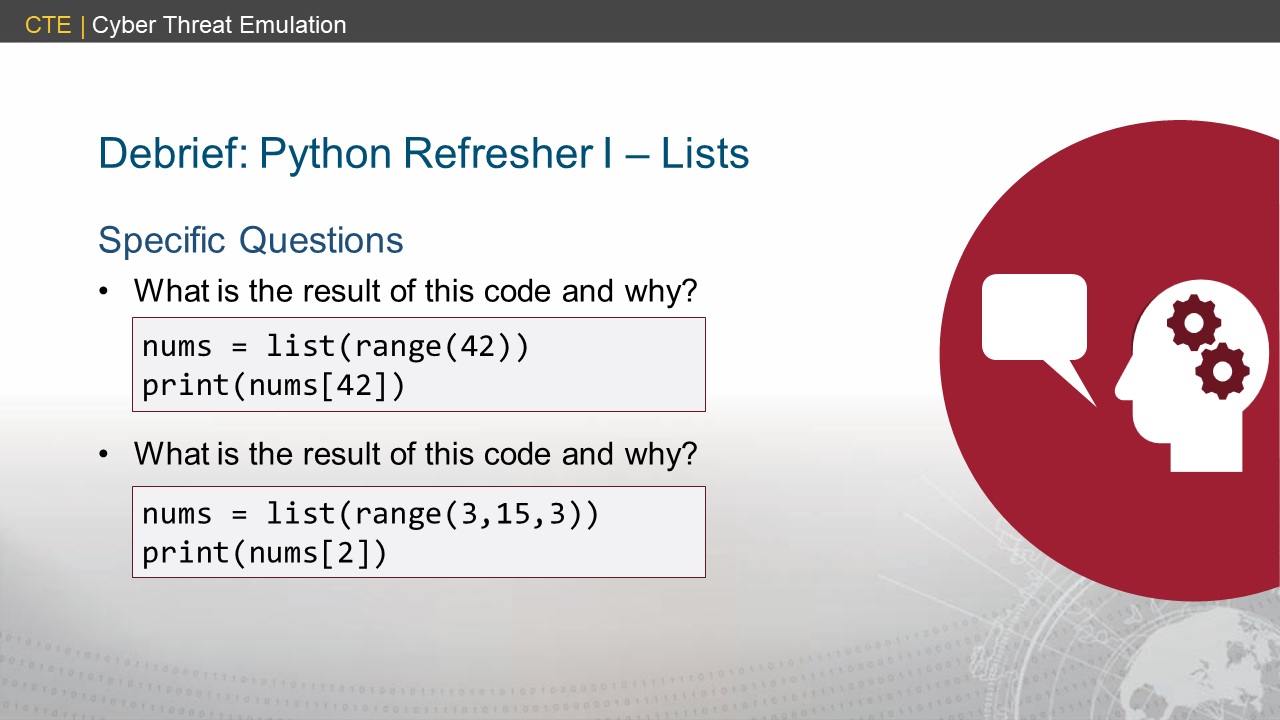 CTE | Cyber Threat Emulation
Debrief: Python Refresher I – Lists
Specific Questions
• What is the result of this code and why?
nums = list(range(42))
print(nums[42])
• What is the result of this code and why?
nums = list(range(3,15,3))
print(nums[2])